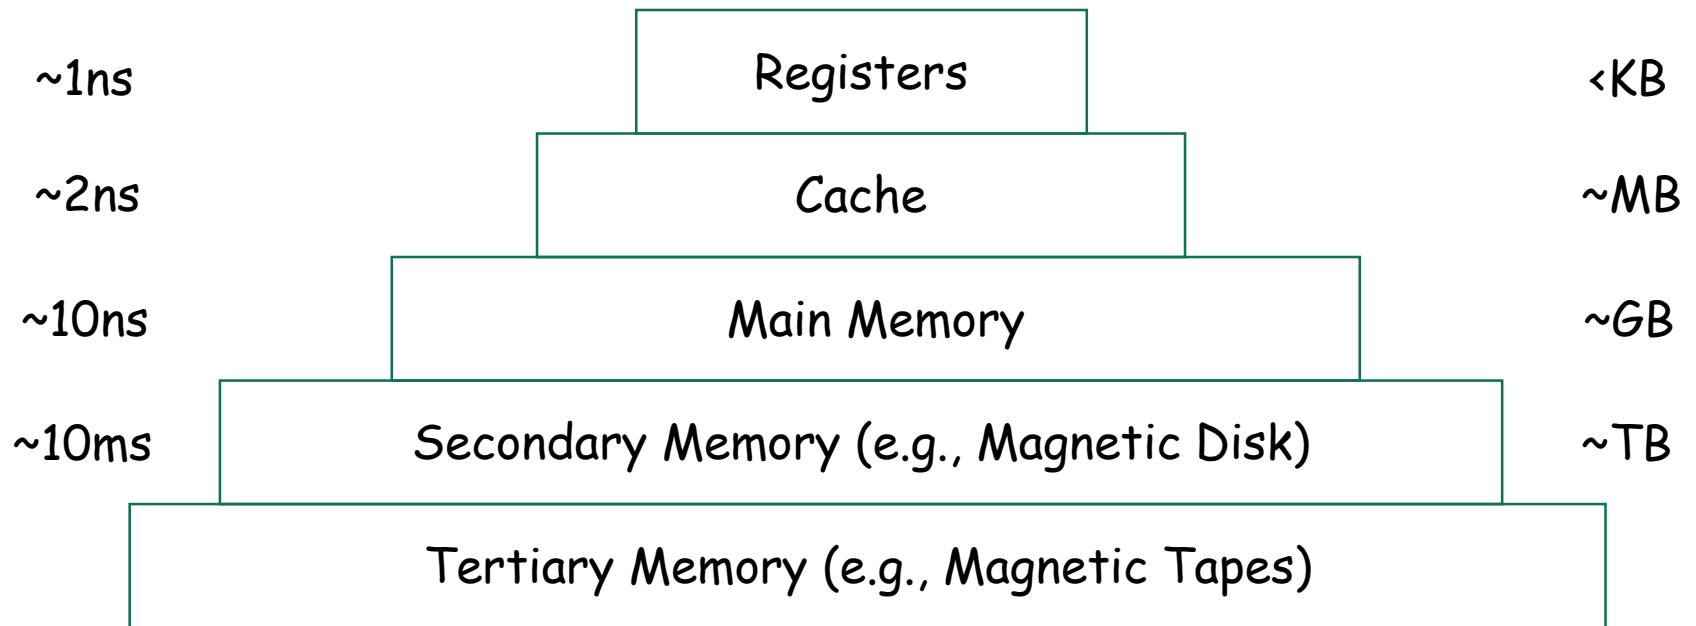 ~1ns Registers <KB
~2ns Cache ~MB
~10ns Main Memory ~GB
~10ms Secondary Memory (e.g., Magnetic Disk) ~TB
Tertiary Memory (e.g., Magnetic Tapes)